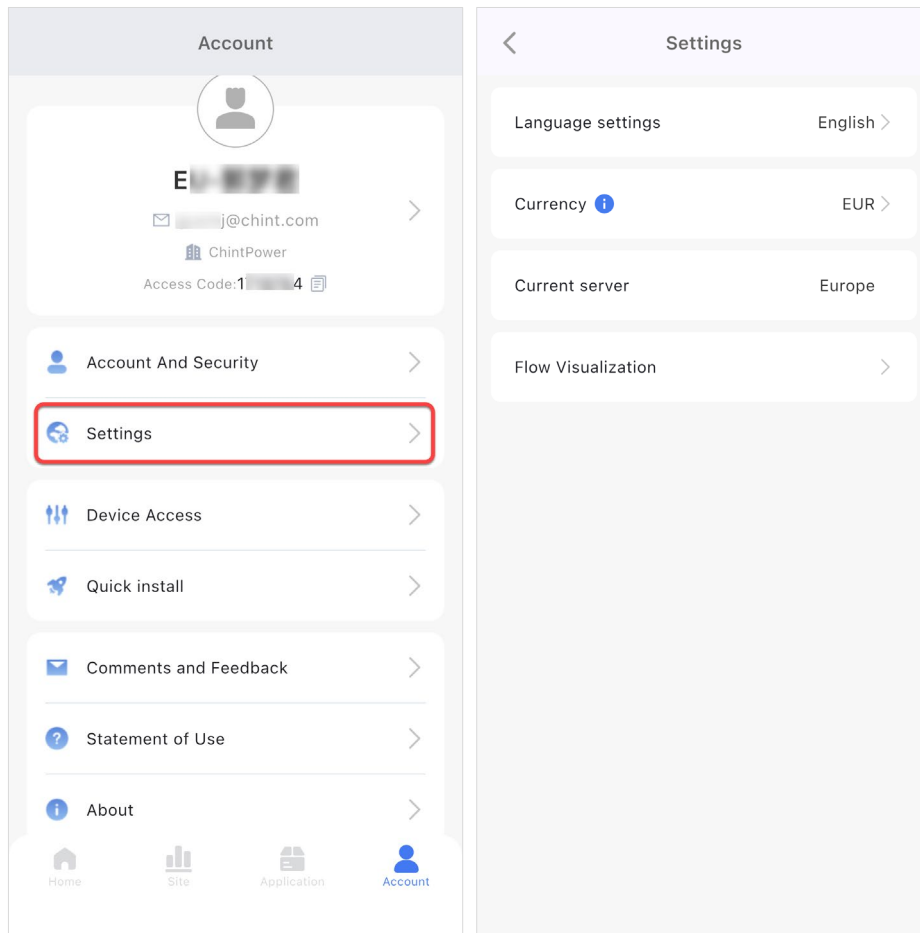 Account
E
j@chint.com
ChintPower
Access Code:1 4
Account And Security
Settings
Device Access
Quick install
Comments and Feedback
Statement of Use
About
Home
Site
Application
Account
Settings
Language settings
English
Currency
EUR
Current server
Europe
Flow Visualization